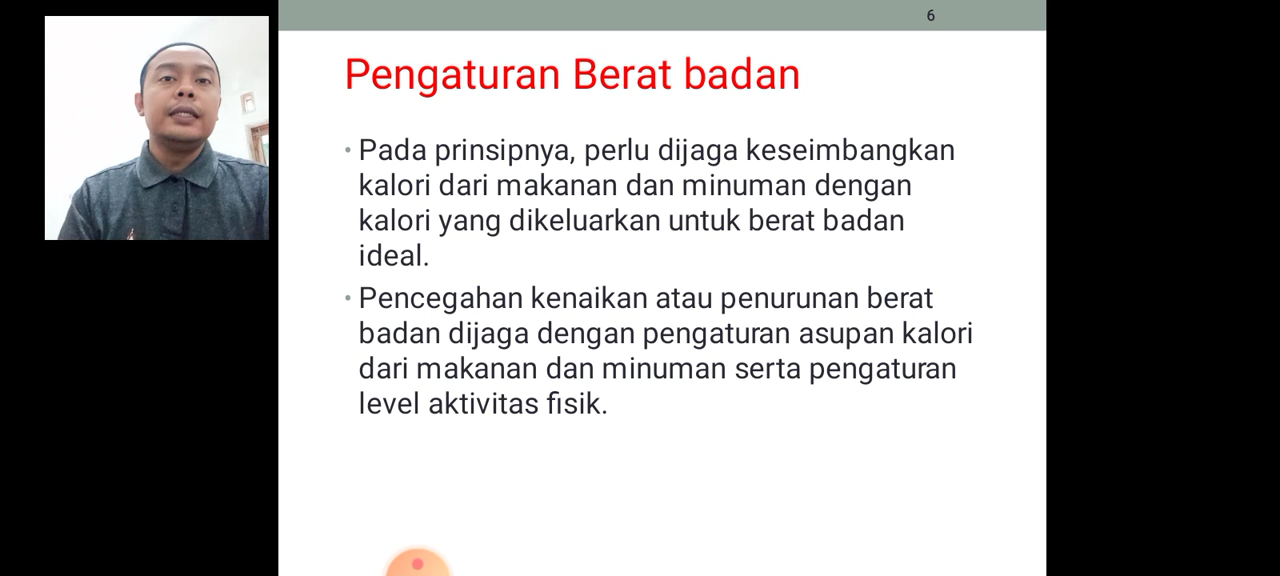 6
Pengaturan Berat badan
• Pada prinsipnya, perlu dijaga keseimbangkan
kalori dari makanan dan minuman dengan
kalori yang dikeluarkan untuk berat badan
ideal.
• Pencegahan kenaikan atau penurunan berat
badan dijaga dengan pengaturan asupan kalori
dari makanan dan minuman serta pengaturan
level aktivitas fisik.